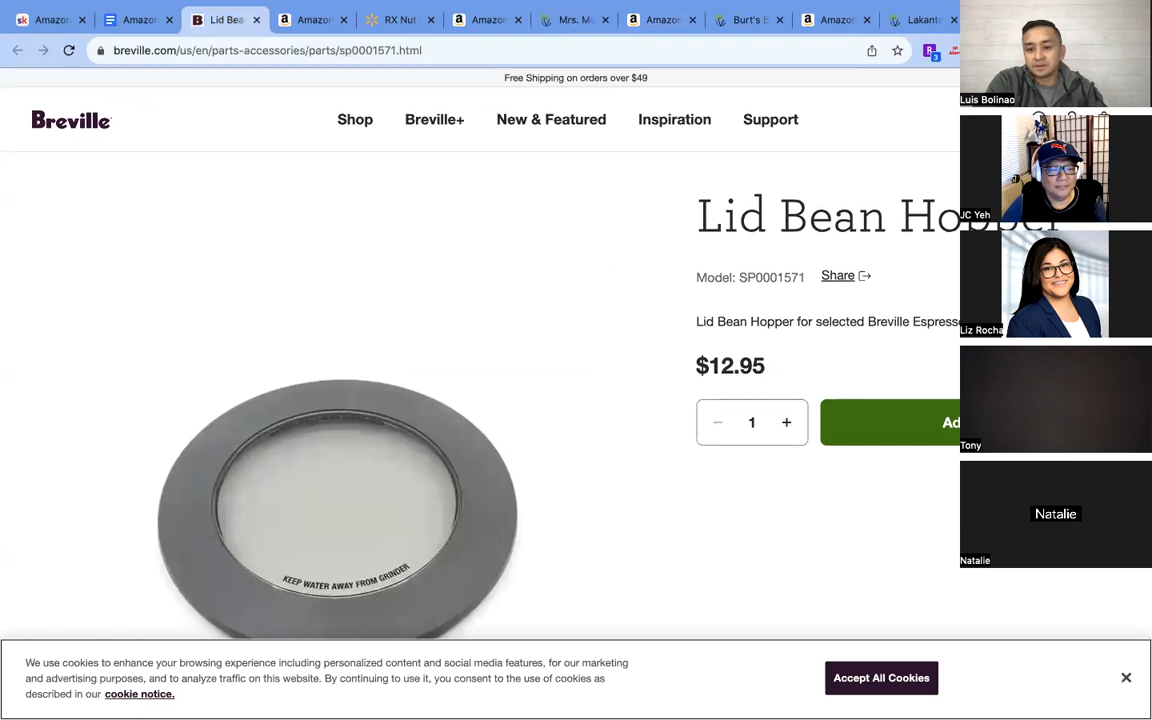 Amazon
Amazon
Lid Bea
Amazon
RX Nut
Amazon
Mrs. Me
Amazon
Burt's B
Amazon
Lakanto
breville.com/us/en/parts-accessories/parts/sp0001571.html
3
Free Shipping on orders over $49
Breville
Shop
Breville+
New & Featured
Inspiration
Support
Lid Bean Hopper
Model: SP0001571
Share
Lid Bean Hopper for selected Breville Espresso
$12.95
1
Ad
KEEP WATER AWAY FROM GRINDER
We use cookies to enhance your browsing experience including personalized content and social media features, for our marketing
and advertising purposes, and to analyze traffic on this website. By continuing to use it, you consent to the use of cookies as
described in our cookie notice.
Accept All Cookies
Luis Bolinao
JC Yeh
Liz Rocha
Tony
Natalie
Natalie